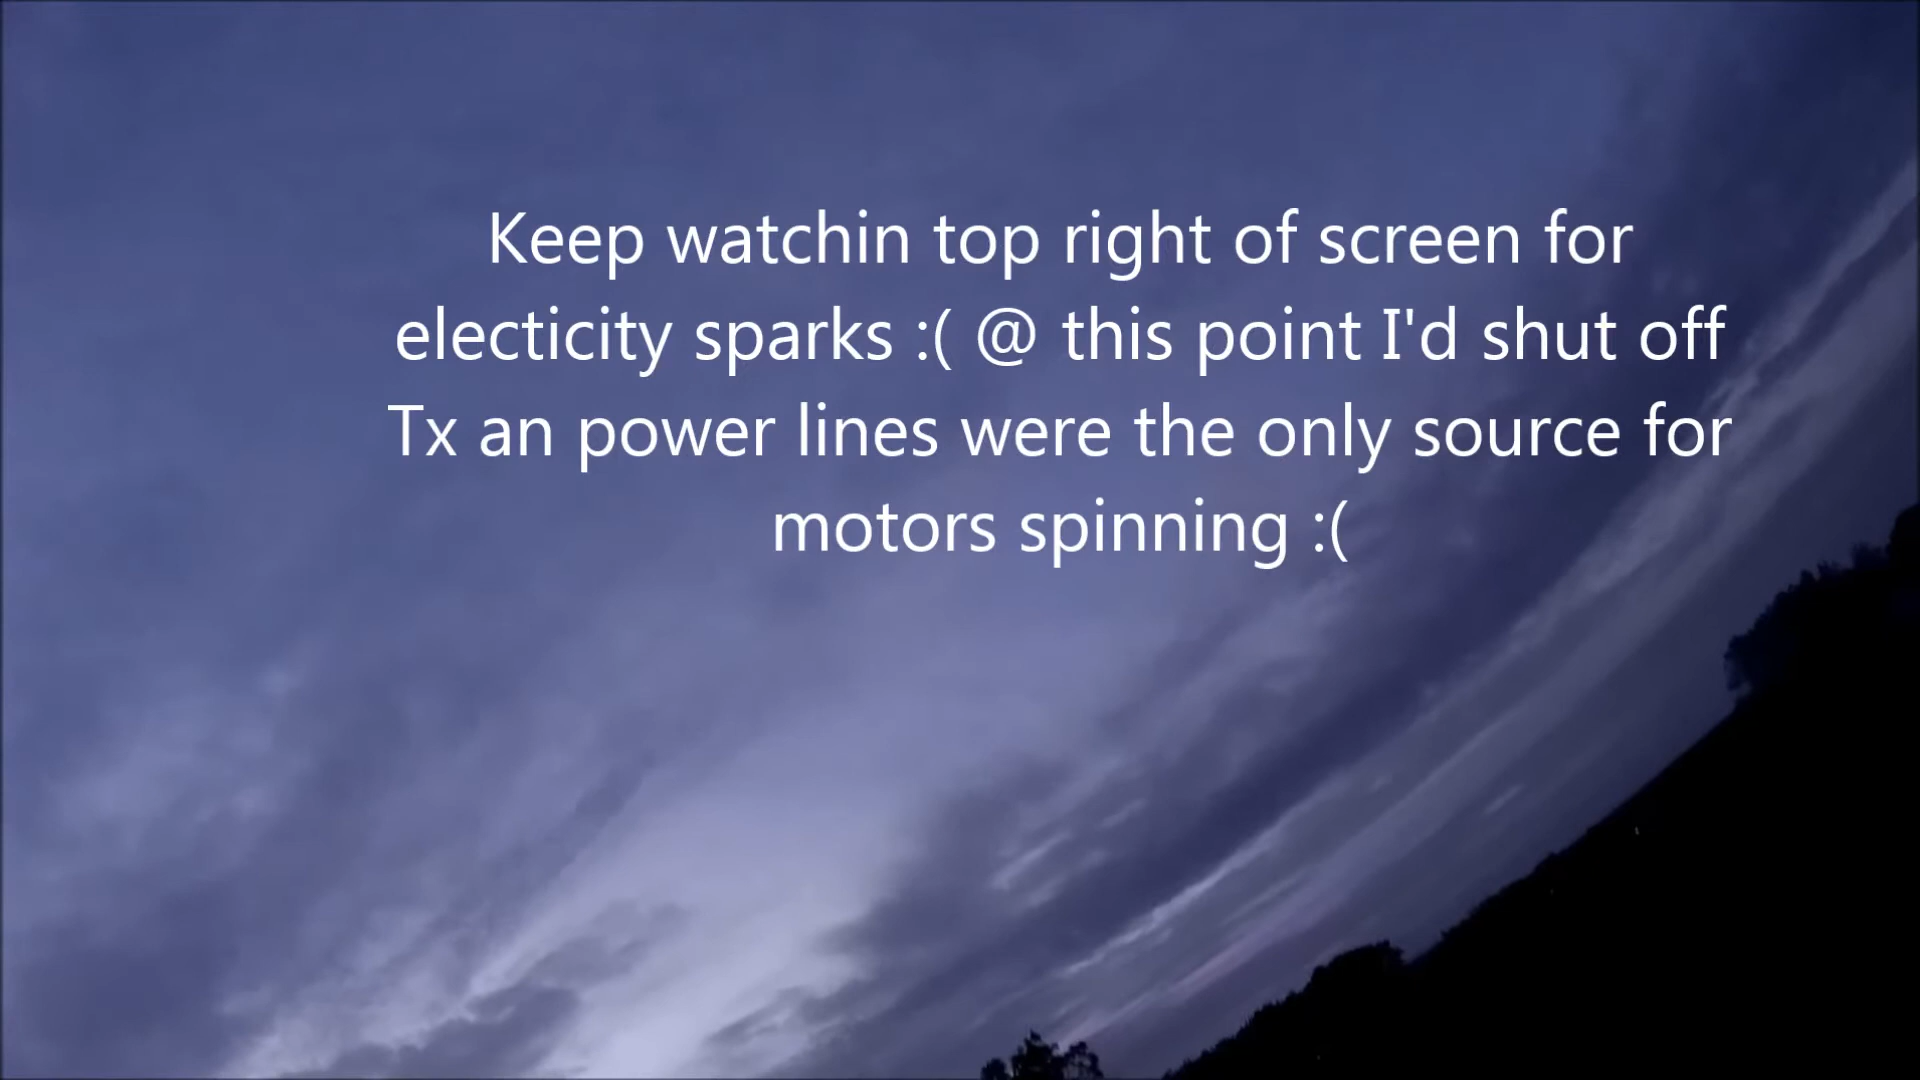 Keep watchin top right of screen for
electicity sparks :( @ this point I'd shut off
Tx an power lines were the only source for
motors spinning :(